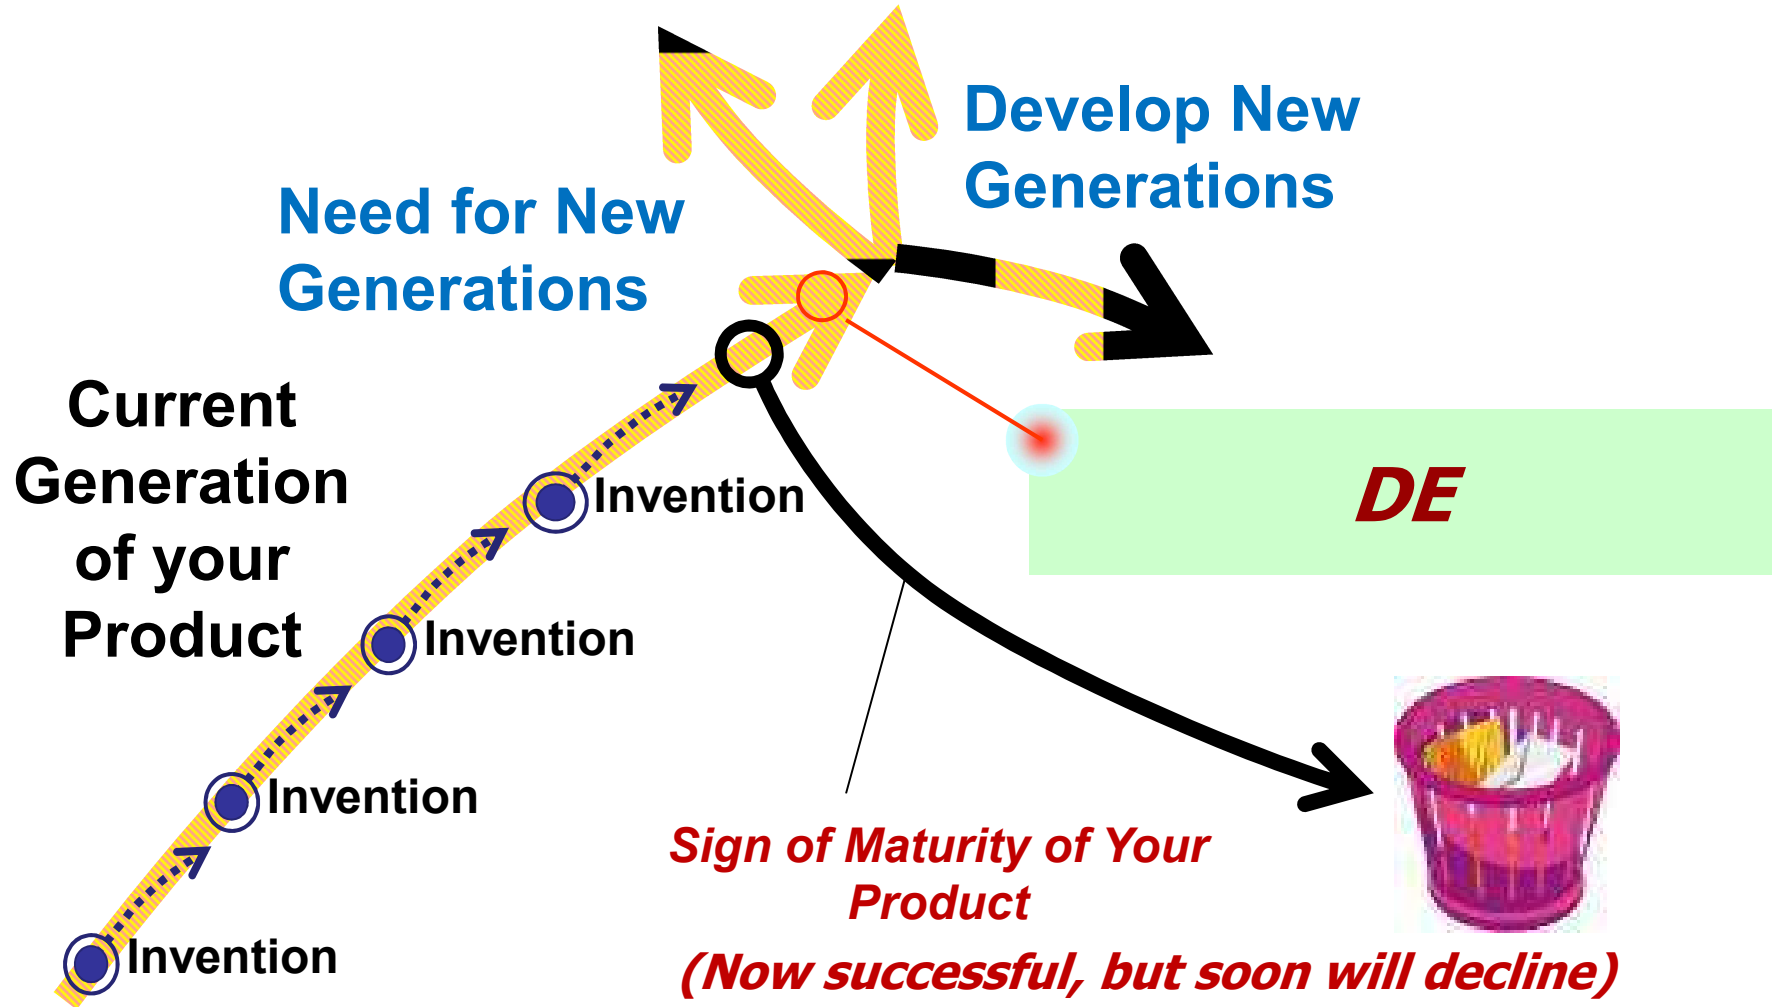 Develop New
Generations
Need for New
Generations
Current
Generation
of your
Product
DE
Invention
Invention
Invention
Invention
Sign of Maturity of Your
Product
(Now successful, but soon will decline)